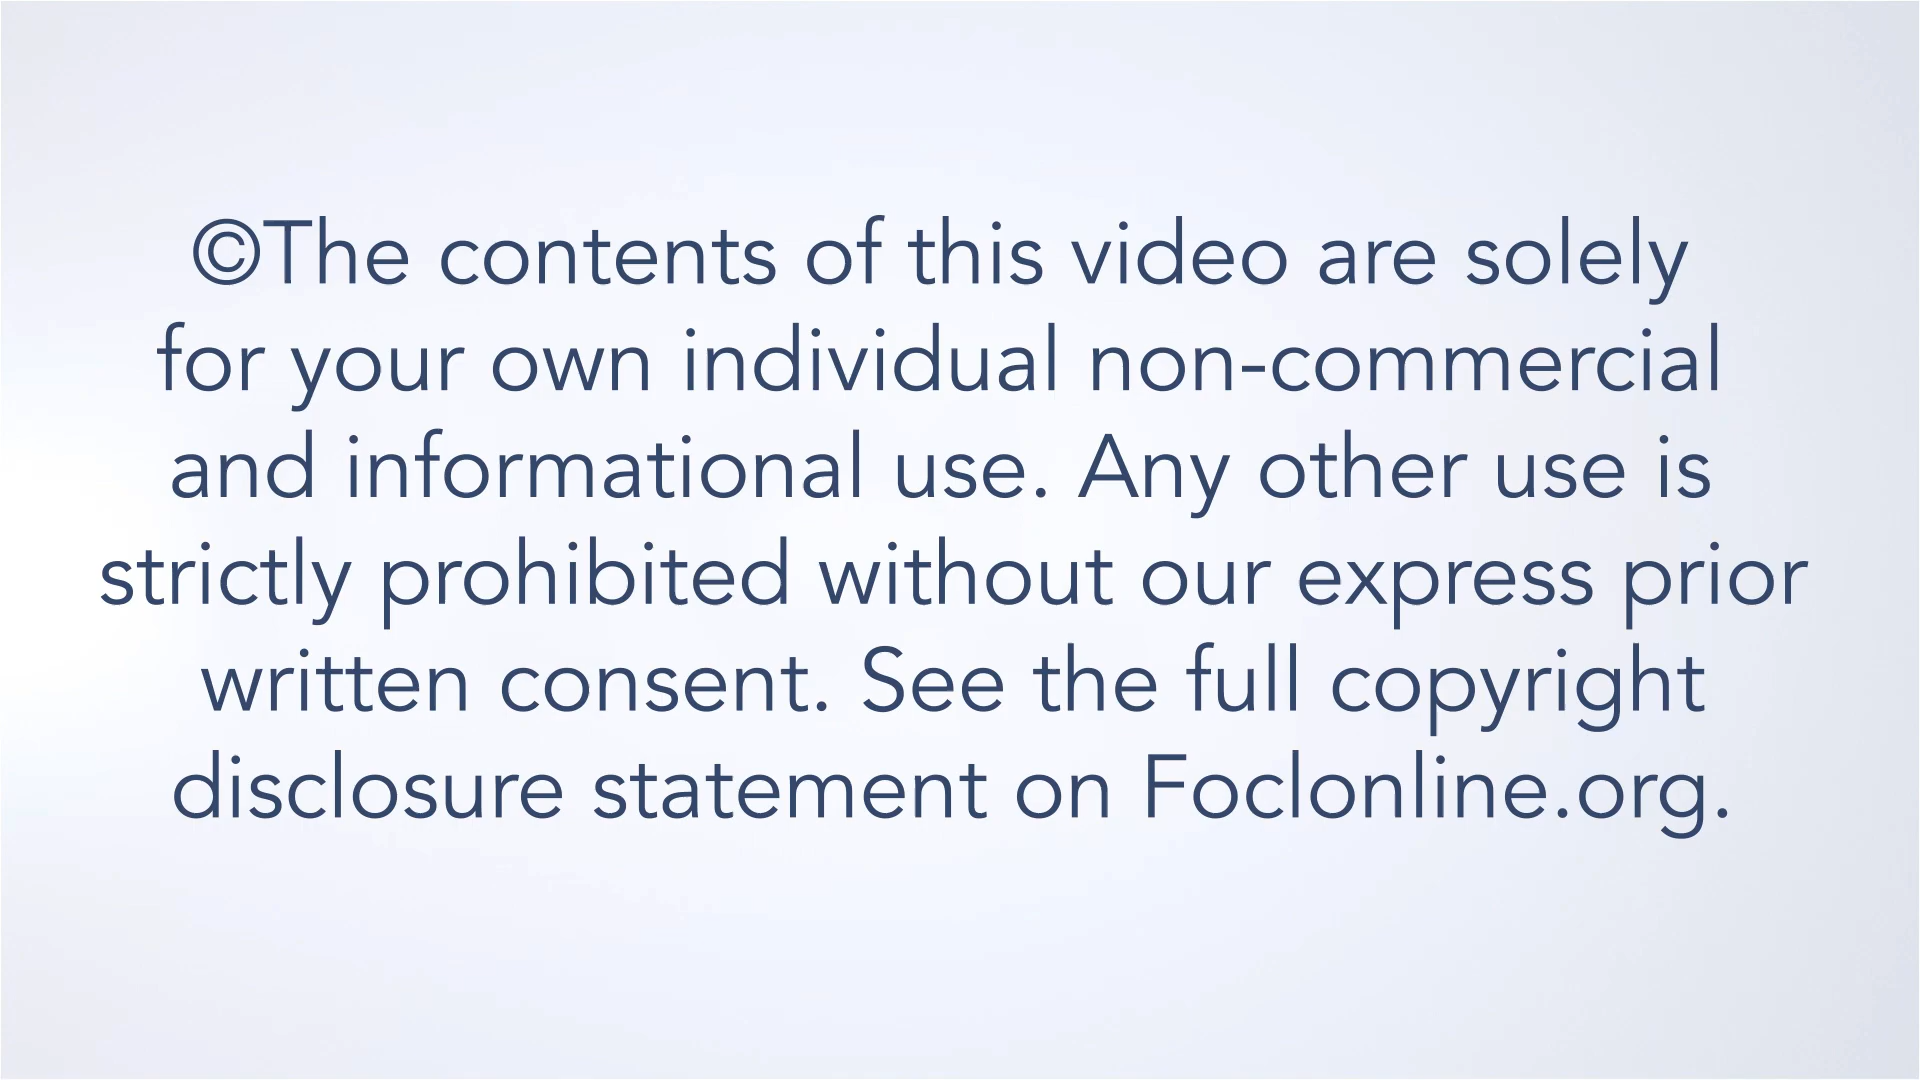 ©The contents of this video are solely
for your own individual non-commercial
and informational use. Any other use is
strictly prohibited without our express prior
written consent. See the full copyright
disclosure statement on Foclonline.org.